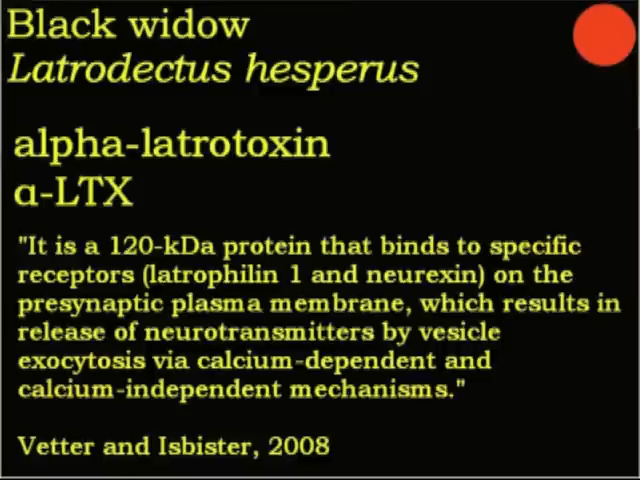 Black widow
Latrodectus hesperus
alpha-latrotoxin
α-LTX
"It is a 120-kDa protein that binds to specific
receptors (latrophilin 1 and neurexin) on the
presynaptic plasma membrane, which results in
release of neurotransmitters by vesicle
exocytosis via calcium-dependent and
calcium-independent mechanisms."
Vetter and Isbister, 2008